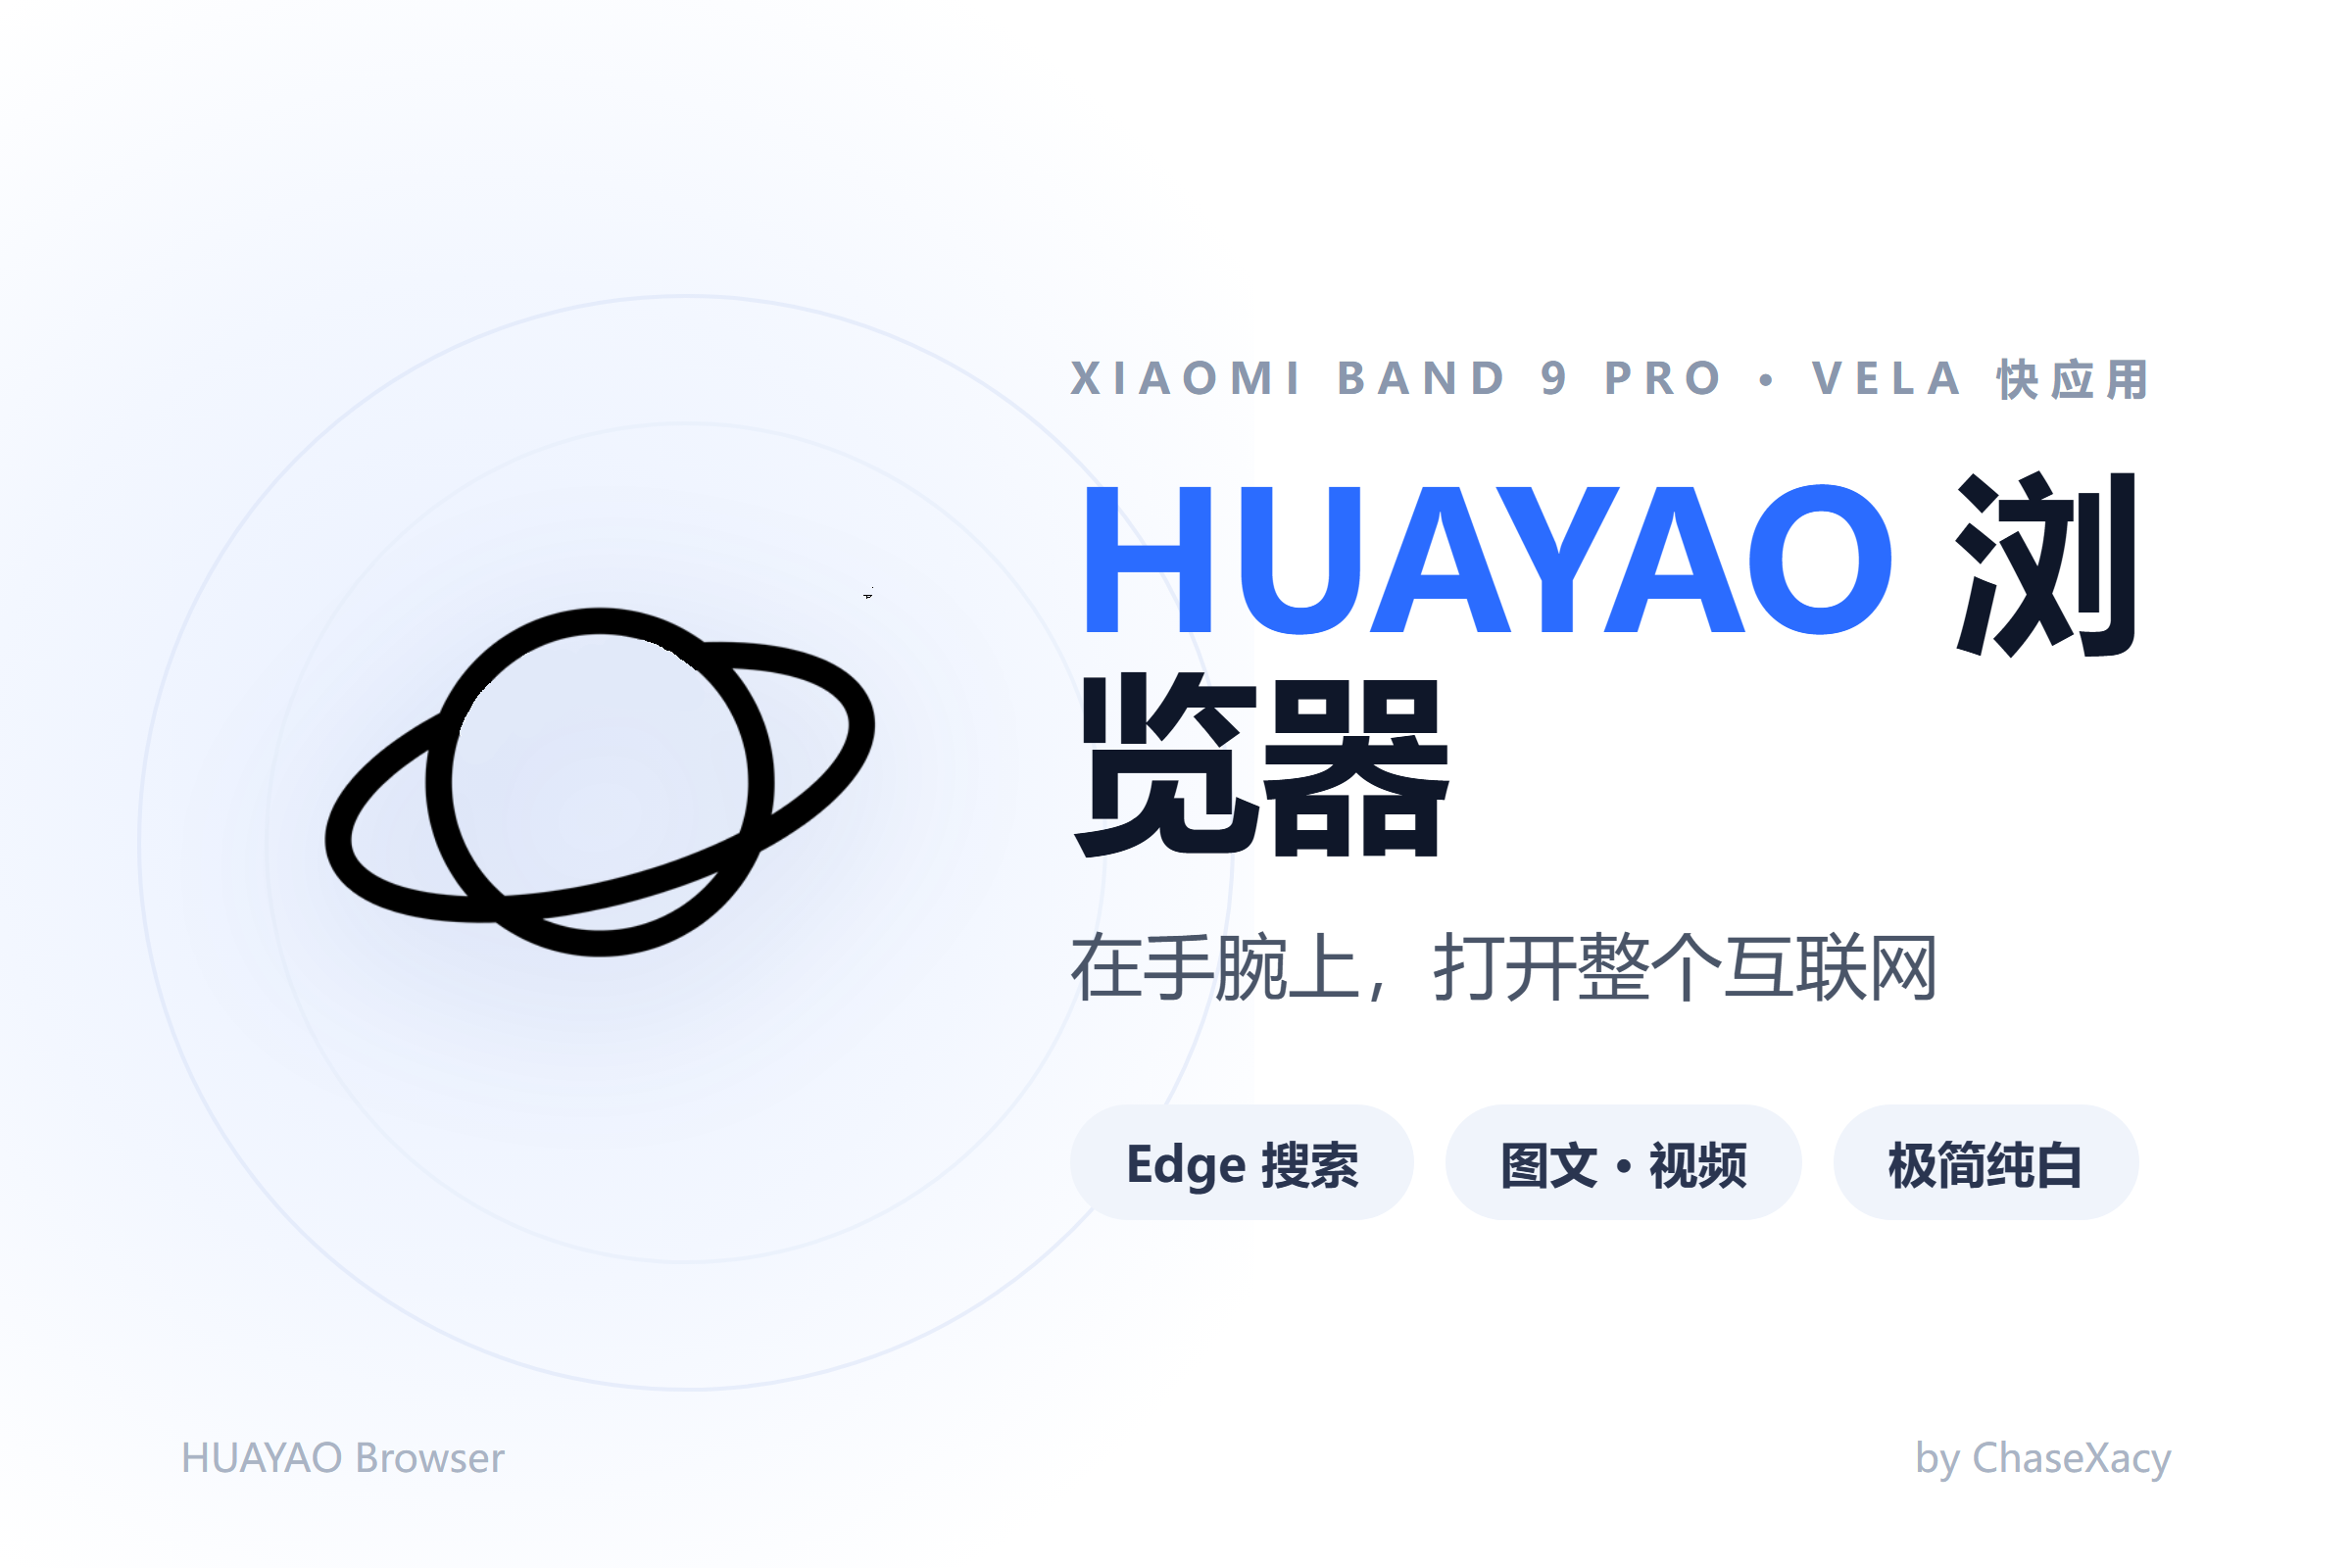 XIAOMI BAND 9 PRO • VELA 快应用
HUAYAO 浏
览器
在手腕上，打开整个互联网
Edge 搜索
图文 • 视频
极简纯白
HUAYAO Browser
by ChaseXacy